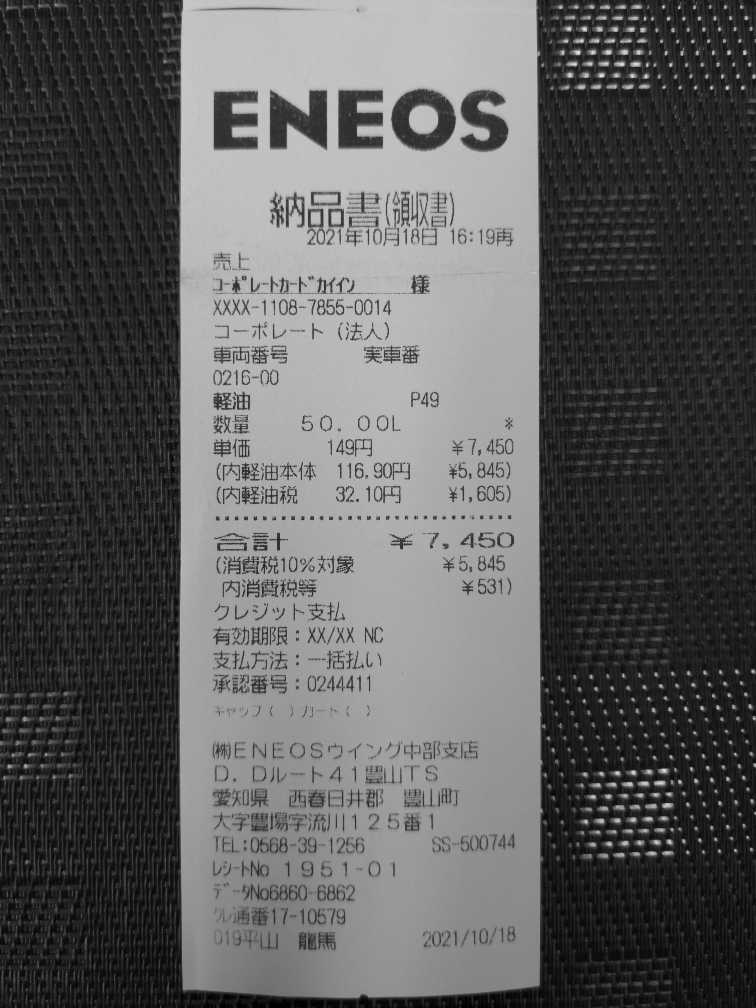 ENEOS
納品書(領収書)
2021年10月18日 16:19再
売上
コーポレートカードカイイン 様
XXXX-1108-7855-0014
コーポレート(法人)
車両番号 実車番
0216-00
軽油 P49
数量 50.00L *
単価 149円 ¥7,450
(内軽油本体 116.90円 ¥5,845)
(内軽油税 32.10円 ¥1,605)
合計 ¥7,450
(消費税10%対象 ¥5,845
内消費税等 ¥531)
クレジット支払
有効期限:XX/XX NC
支払方法:一括払い
承認番号:0244411
キャップ( )カート( )
㈱ENEOSウイング中部支店
D.Dルート41豊山TS
愛知県 西春日井郡 豊山町
大字豊場字流川125番1
TEL:0568-39-1256 SS-500744
レシートNo 1951-01
データNo6860-6862
クレ通番17-10579
019平山 龍馬 2021/10/18